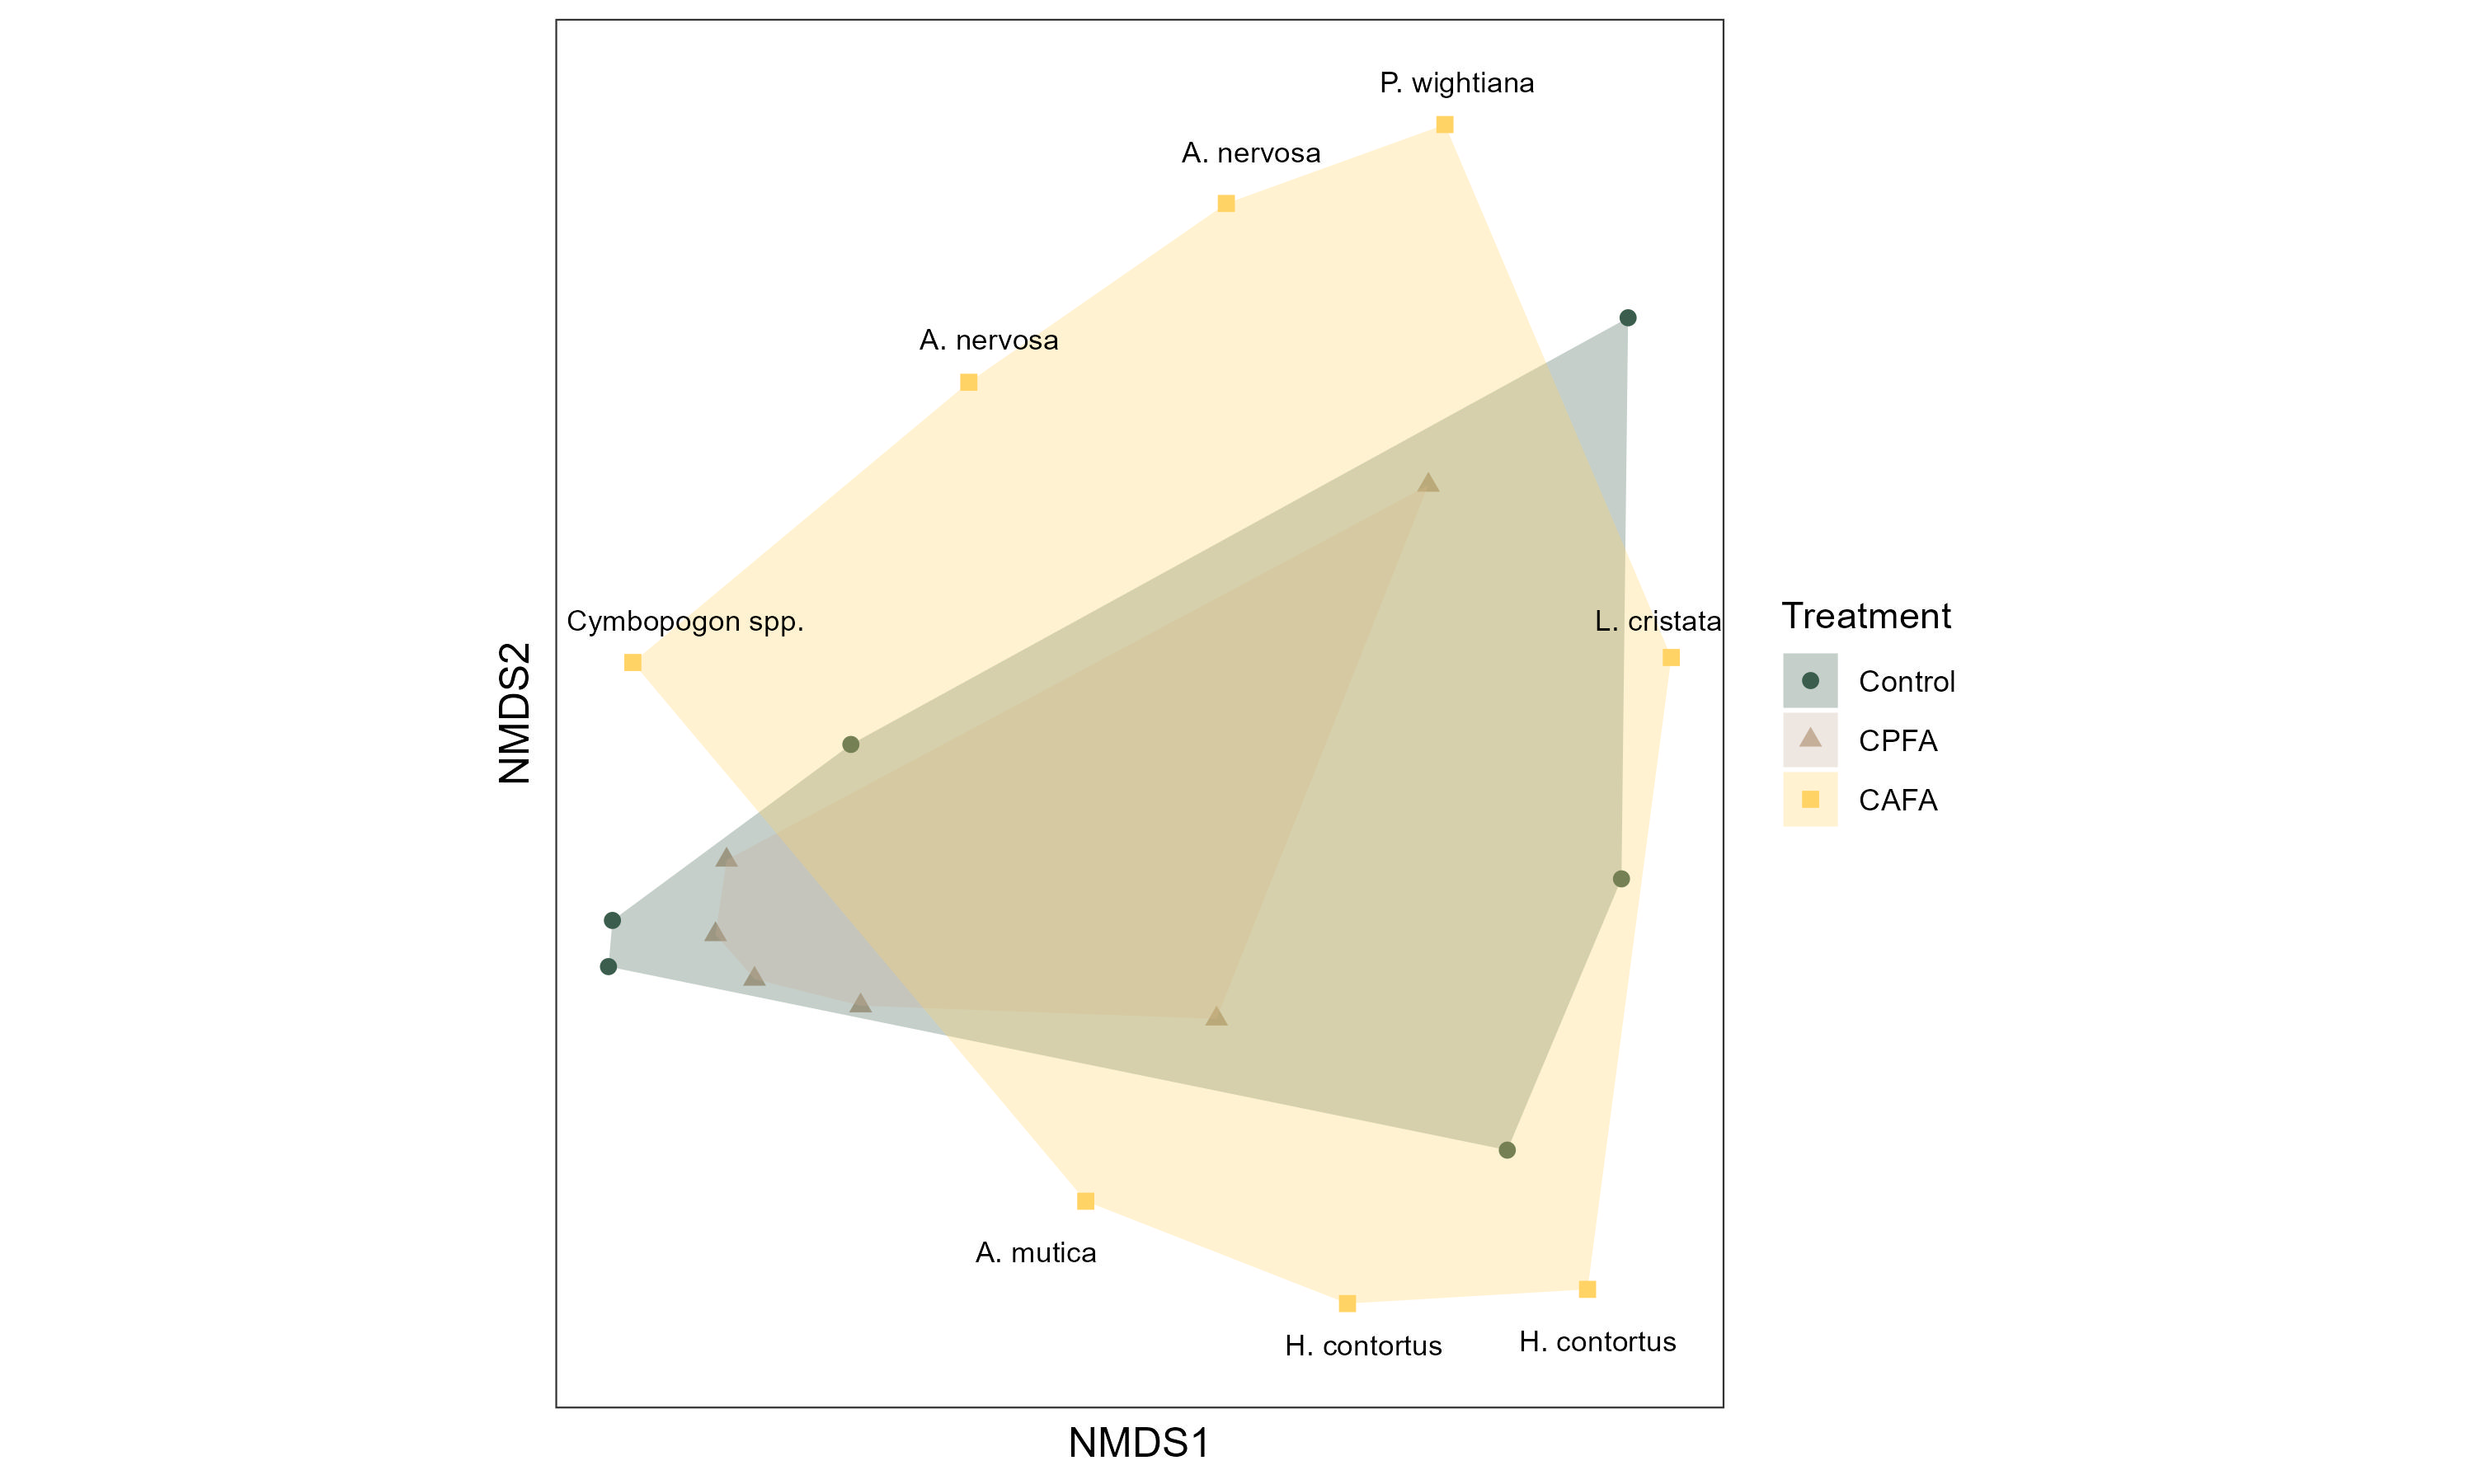 P. wightiana
A. nervosa
A. nervosa
Cymbopogon spp.
L. cristata
A. mutica
H. contortus
H. contortus
NMDS2
NMDS1
Treatment
Control
CPFA
CAFA